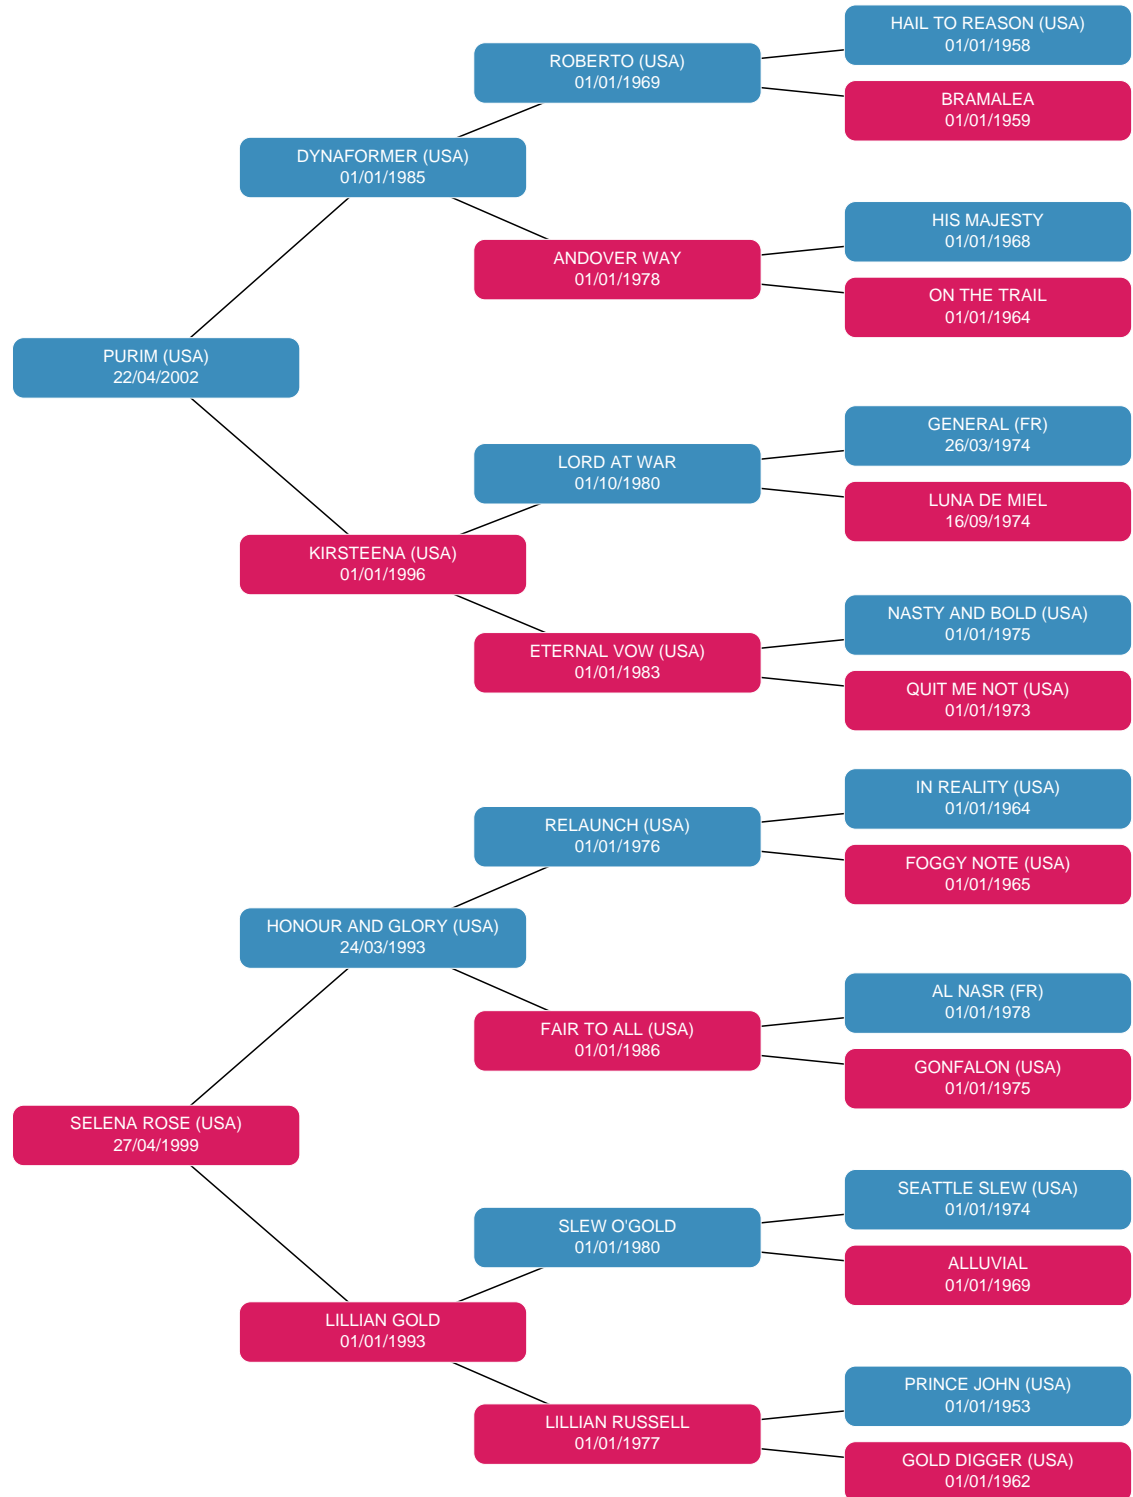 HAIL TO REASON (USA)
01/01/1958
ROBERTO (USA)
01/01/1969
BRAMALEA
01/01/1959
DYNAFORMER (USA)
01/01/1985
HIS MAJESTY
01/01/1968
ANDOVER WAY
01/01/1978
ON THE TRAIL
01/01/1964
PURIM (USA)
22/04/2002
GENERAL (FR)
26/03/1974
LORD AT WAR
01/10/1980
LUNA DE MIEL
16/09/1974
KIRSTEENA (USA)
01/01/1996
NASTY AND BOLD (USA)
01/01/1975
ETERNAL VOW (USA)
01/01/1983
QUIT ME NOT (USA)
01/01/1973
IN REALITY (USA)
01/01/1964
RELAUNCH (USA)
01/01/1976
FOGGY NOTE (USA)
01/01/1965
HONOUR AND GLORY (USA)
24/03/1993
AL NASR (FR)
01/01/1978
FAIR TO ALL (USA)
01/01/1986
GONFALON (USA)
01/01/1975
SELENA ROSE (USA)
27/04/1999
SEATTLE SLEW (USA)
01/01/1974
SLEW O'GOLD
01/01/1980
ALLUVIAL
01/01/1969
LILLIAN GOLD
01/01/1993
PRINCE JOHN (USA)
01/01/1953
LILLIAN RUSSELL
01/01/1977
GOLD DIGGER (USA)
01/01/1962